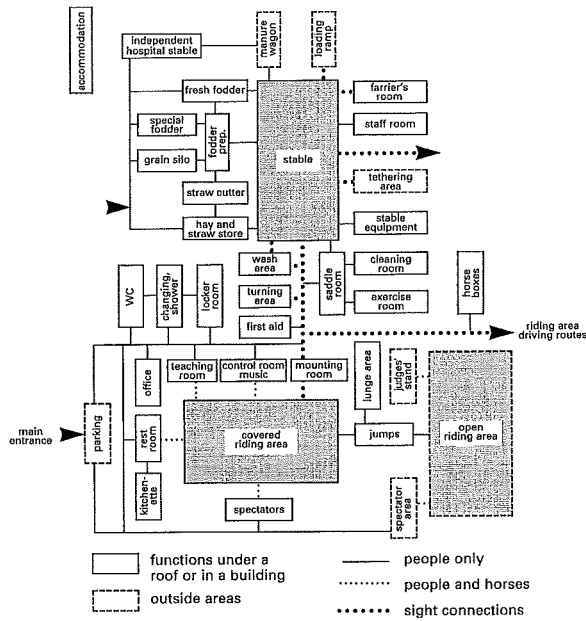 accommodation
independent
hospital stable
manure
wagon
loading
ramp
fresh fodder
farrier's
room
special
fodder
fodder
prep.
staff room
grain silo
stable
tethering
area
straw cutter
hay and
straw store
stable
equipment
wash area
saddle
room
cleaning
room
horse
boxes
WC
changing,
shower
locker
room
turning
area
exercise
room
first aid
riding area
driving routes
office
teaching
room
control room
music
mounting
room
lunge area
judges'
stand
main
entrance
parking
rest
room
covered
riding area
jumps
open
riding area
kitchen-
ette
spectators
spectator
area
functions under a
roof or in a building
outside areas
people only
people and horses
sight connections